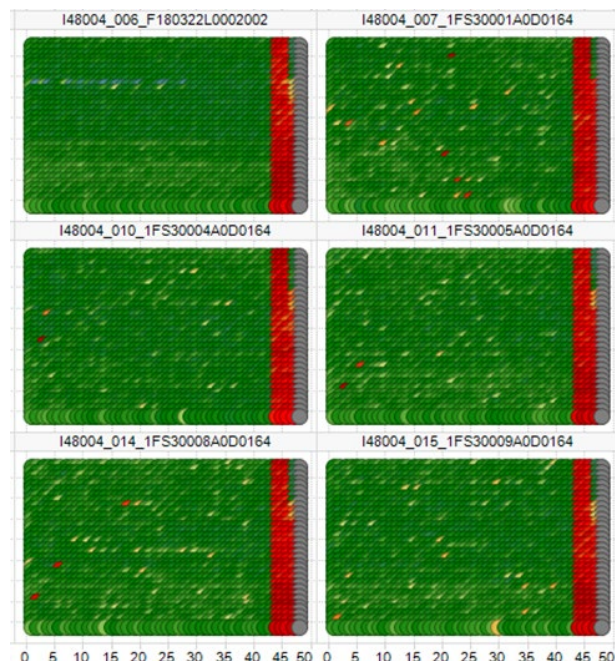 I48004_006_F180322L0002002 I48004_007_1FS30001A0D0164
I48004_010_1FS30004A0D0164 I48004_011_1FS30005A0D0164
I48004_014_1FS30008A0D0164 I48004_015_1FS30009A0D0164
0 5 10 15 20 25 30 35 40 45 50 0 5 10 15 20 25 30 35 40 45 50